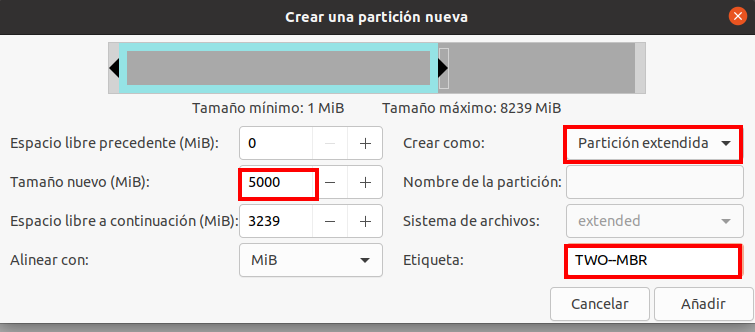 Crear una partición nueva
Tamaño mínimo: 1 MiB Tamaño máximo: 8239 MiB
Espacio libre precedente (MiB): 0 Crear como: Partición extendida
Tamaño nuevo (MiB): 5000 Nombre de la partición:
Espacio libre a continuación (MiB): 3239 Sistema de archivos: extended
Alinear con: MiB Etiqueta: TWO--MBR
Cancelar Añadir